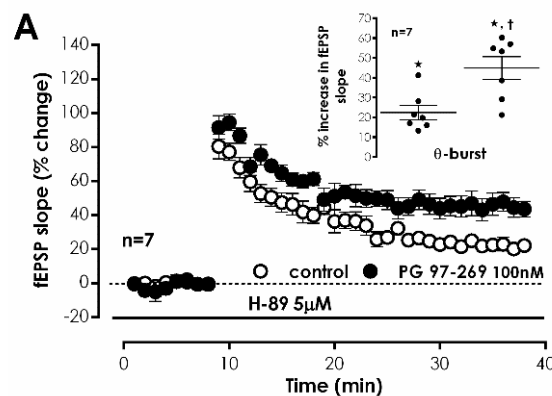 A
140
120
100
80
60
40
20
0
-20
fEPSP slope (% change)
n=7
control
PG 97-269 100nM
H-89 5μM
0
10
20
30
40
Time (min)
70
60
50
40
30
20
10
0
% increase in fEPSP
slope
n=7
★
★, †
θ-burst